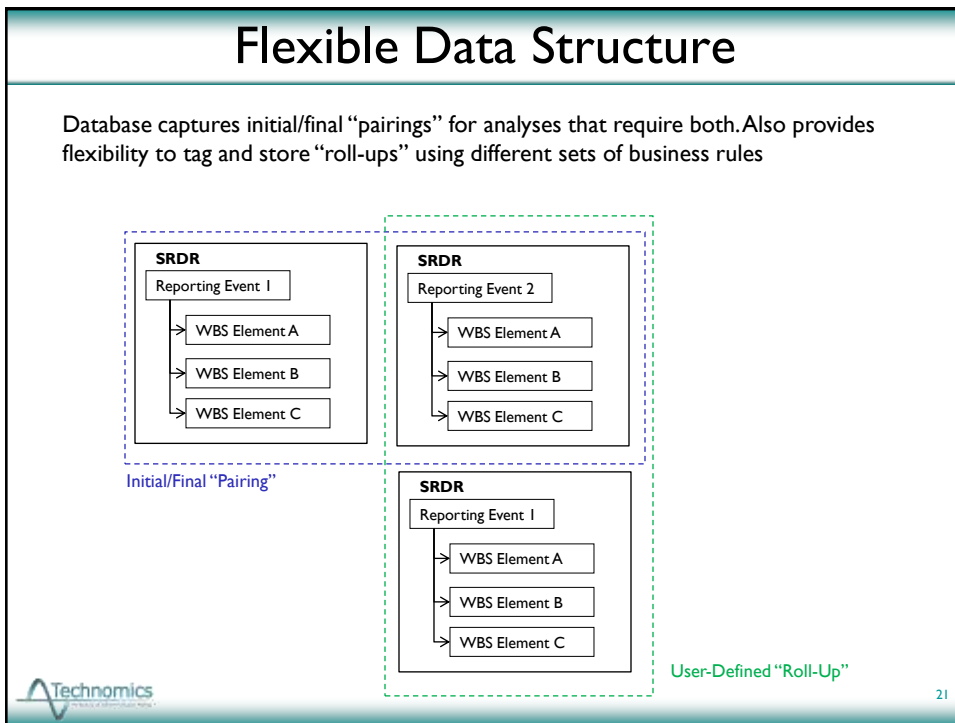 Flexible Data Structure
Database captures initial/final “pairings” for analyses that require both. Also provides
flexibility to tag and store “roll-ups” using different sets of business rules
SRDR
Reporting Event 1
WBS Element A
WBS Element B
WBS Element C
SRDR
Reporting Event 2
WBS Element A
WBS Element B
WBS Element C
Initial/Final “Pairing”
SRDR
Reporting Event 1
WBS Element A
WBS Element B
WBS Element C
User-Defined “Roll-Up”
Technomics
21